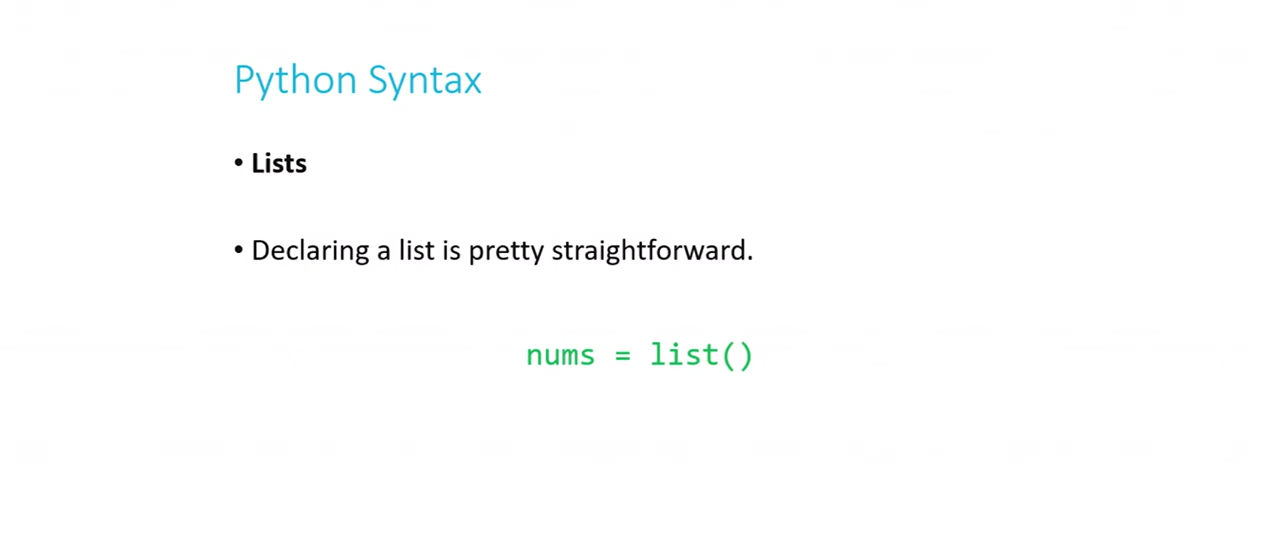 Python Syntax
• Lists
• Declaring a list is pretty straightforward.
nums = list()